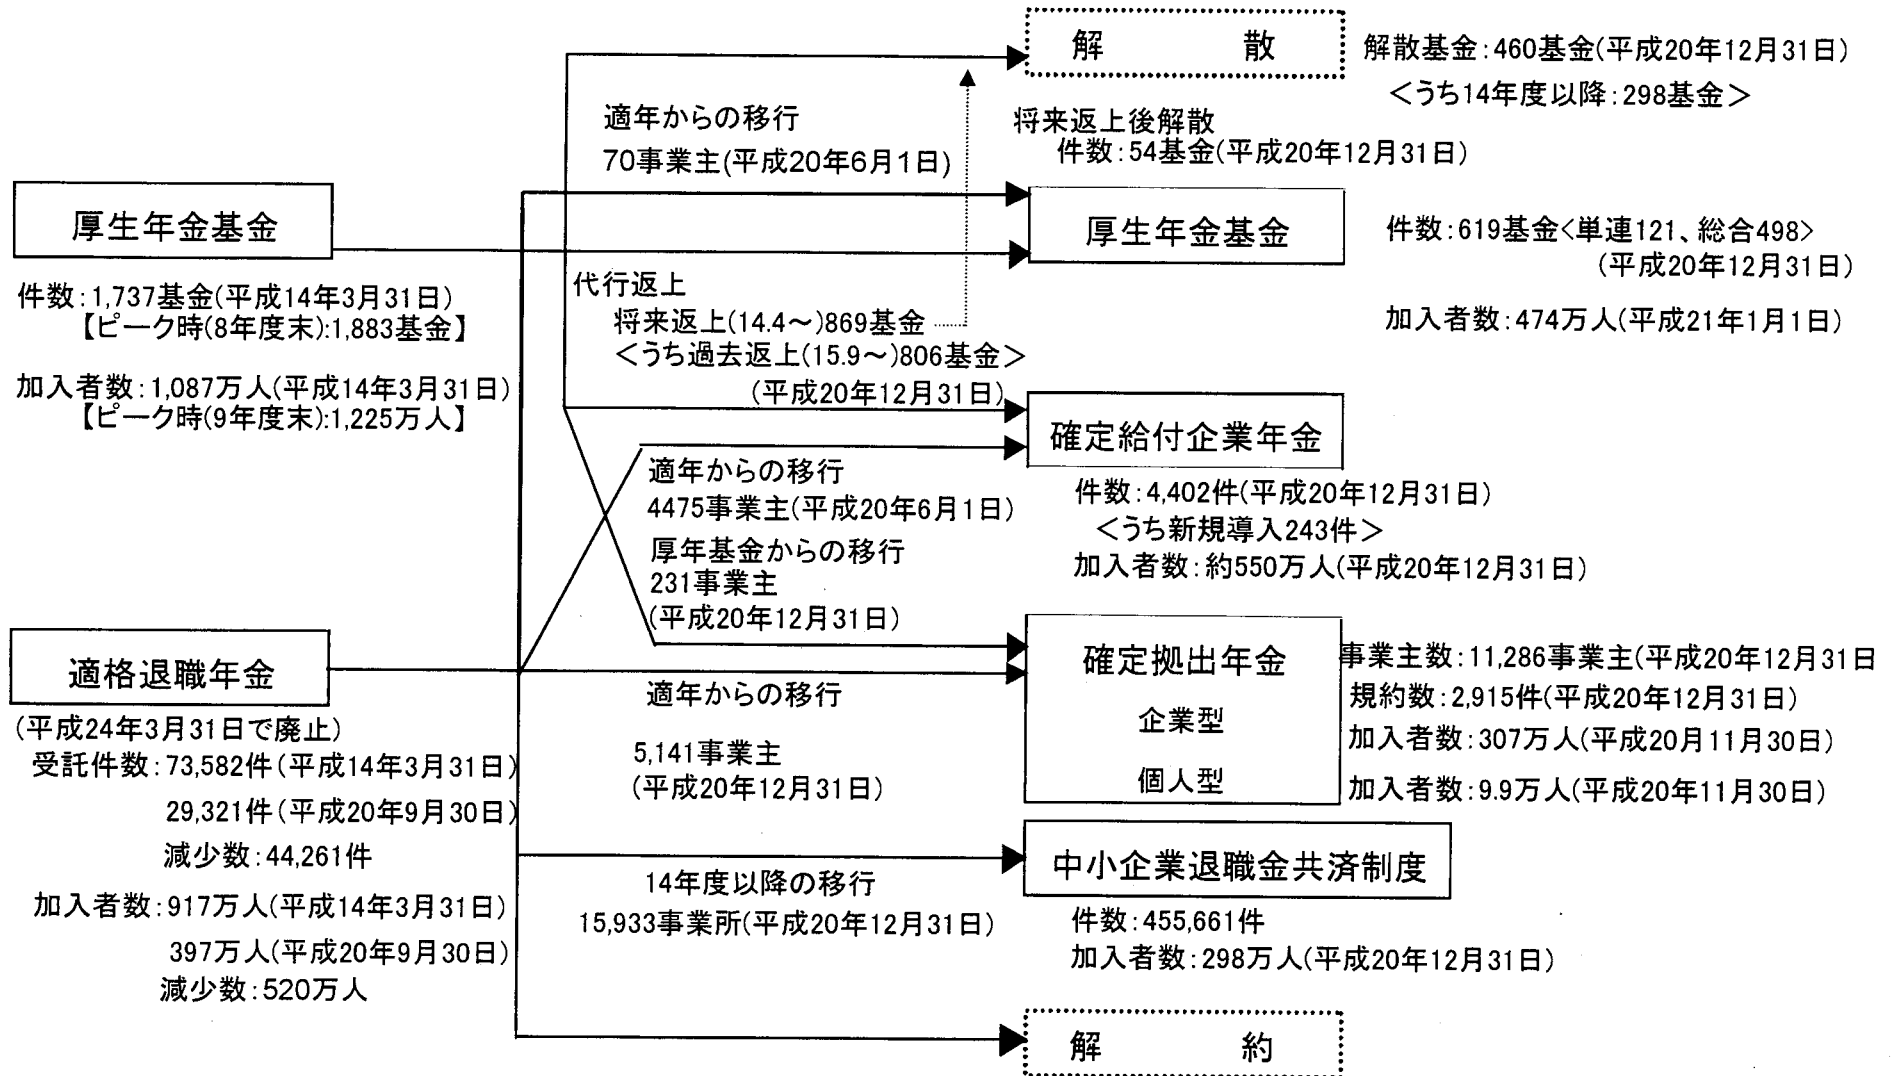 解　　散
解散基金:460基金(平成20年12月31日)
<うち14年度以降:298基金>
適年からの移行
70事業主(平成20年6月1日)
将来返上後解散
件数:54基金(平成20年12月31日)
厚生年金基金
件数:1,737基金(平成14年3月31日)
【ピーク時(8年度末):1,883基金】
加入者数:1,087万人(平成14年3月31日)
【ピーク時(9年度末):1,225万人】
厚生年金基金
件数:619基金<単連121、総合498>
(平成20年12月31日)
加入者数:474万人(平成21年1月1日)
代行返上
将来返上(14.4～)869基金
<うち過去返上(15.9～)806基金>
(平成20年12月31日)
確定給付企業年金
件数:4,402件(平成20年12月31日)
<うち新規導入243件>
加入者数:約550万人(平成20年12月31日)
適年からの移行
4475事業主(平成20年6月1日)
厚年基金からの移行
231事業主
(平成20年12月31日)
適格退職年金
(平成24年3月31日で廃止)
受託件数:73,582件(平成14年3月31日)
29,321件(平成20年9月30日)
減少数:44,261件
加入者数:917万人(平成14年3月31日)
397万人(平成20年9月30日)
減少数:520万人
適年からの移行
5,141事業主
(平成20年12月31日)
確定拠出年金
企業型
個人型
事業主数:11,286事業主(平成20年12月31日
規約数:2,915件(平成20年12月31日)
加入者数:307万人(平成20月11月30日)
加入者数:9.9万人(平成20年11月30日)
14年度以降の移行
15,933事業所(平成20年12月31日)
中小企業退職金共済制度
件数:455,661件
加入者数:298万人(平成20年12月31日)
解　　約